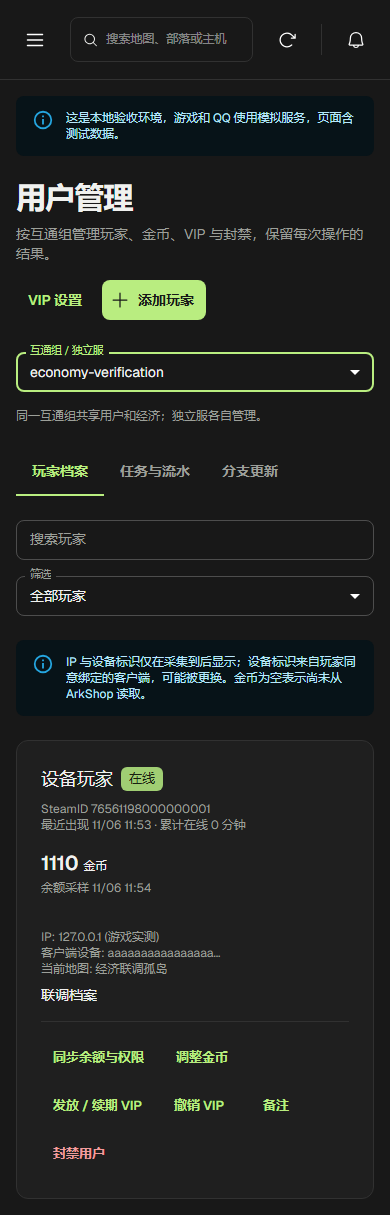 搜索地图、部落或主机
这是本地验收环境，游戏和 QQ 使用模拟服务，页面含
测试数据。
用户管理
按互通组管理玩家、金币、VIP 与封禁，保留每次操作的
结果。
VIP 设置
添加玩家
互通组 / 独立服
economy-verification
同一互通组共享用户和经济；独立服各自管理。
玩家档案 任务与流水 分支更新
搜索玩家
筛选
全部玩家
IP 与设备标识仅在采集到后显示；设备标识来自玩家同
意绑定的客户端，可能被更换。金币为空表示尚未从
ArkShop 读取。
设备玩家 在线
SteamID 76561198000000001
最近出现 11/06 11:53 · 累计在线 0 分钟
1110 金币
余额采样 11/06 11:54
IP: 127.0.0.1 (游戏实测)
客户端设备: aaaaaaaaaaaaaaaa...
当前地图: 经济联调孤岛
联调档案
同步余额与权限 调整金币
发放 / 续期 VIP 撤销 VIP 备注
封禁用户